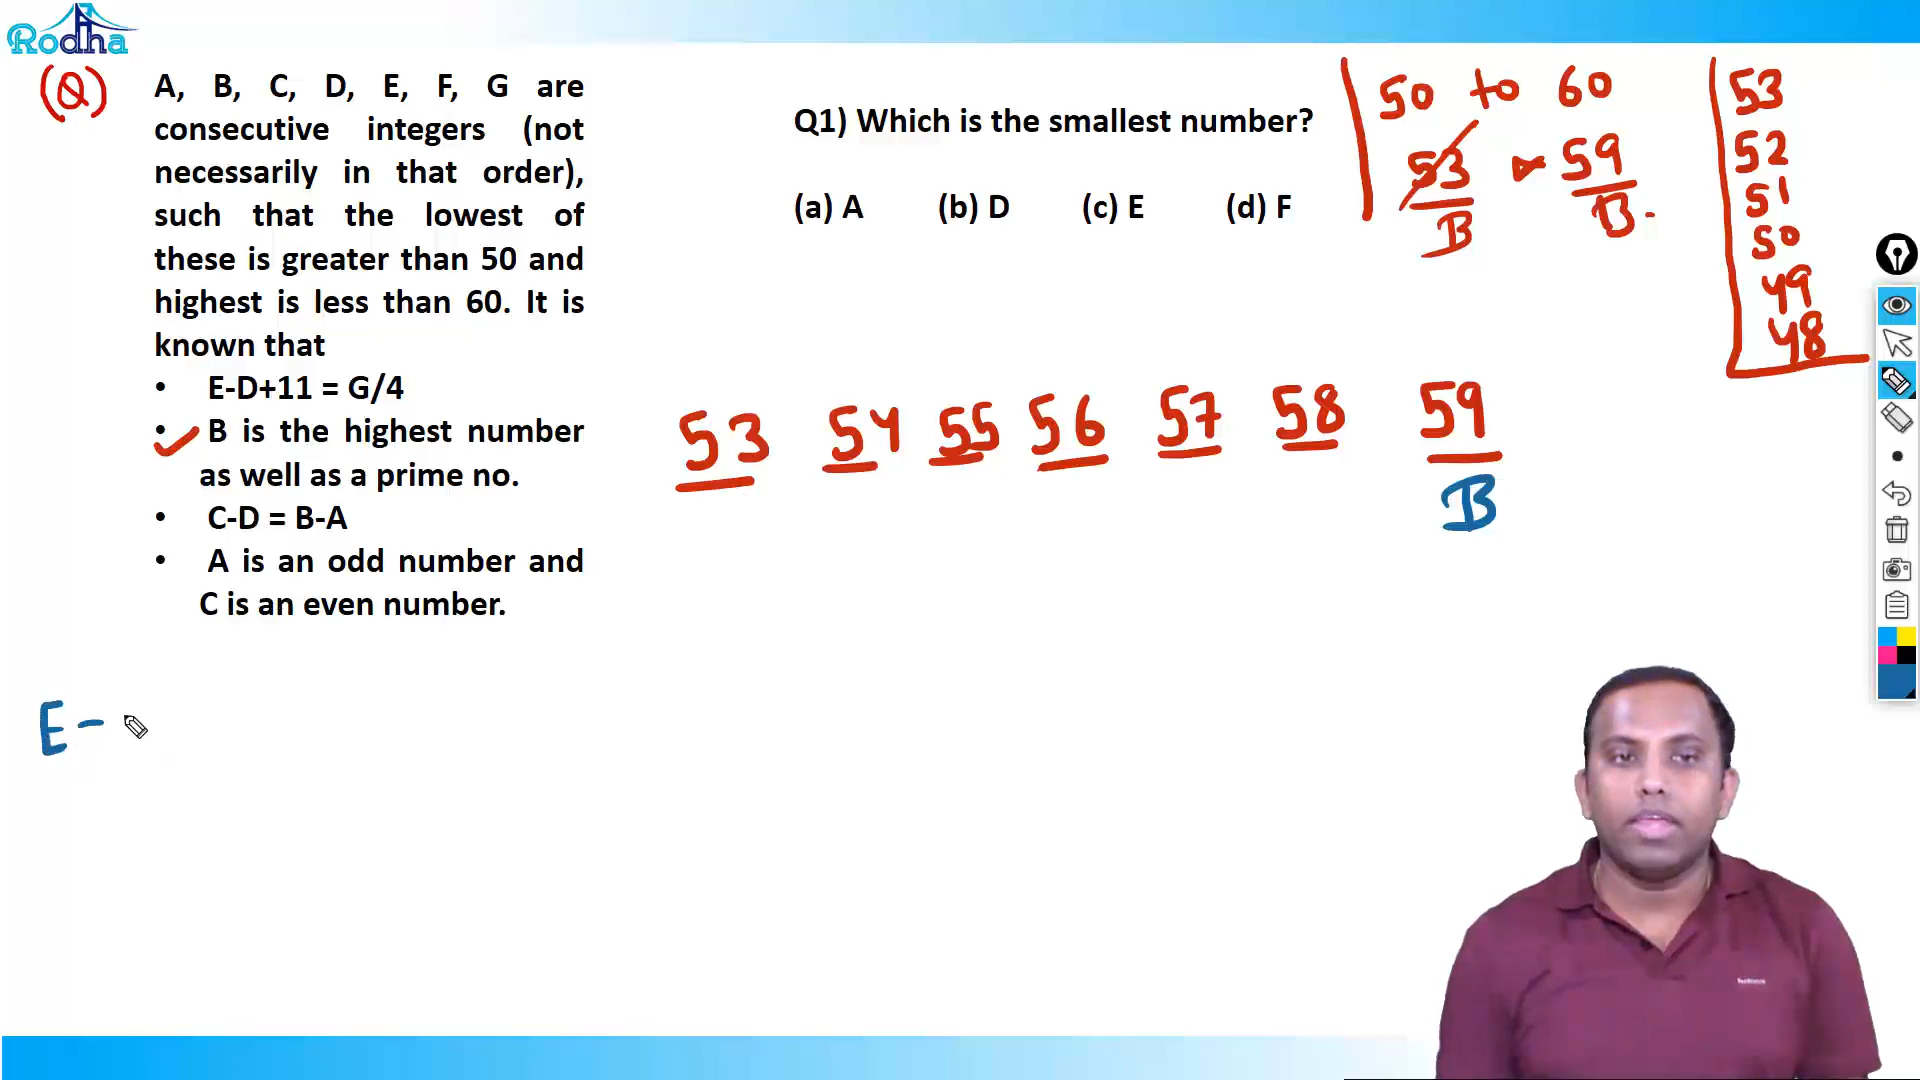 Rodha
(Q)
A, B, C, D, E, F, G are
consecutive integers (not
necessarily in that order),
such that the lowest of
these is greater than 50 and
highest is less than 60. It is
known that
• E-D+11 = G/4
• B is the highest number
as well as a prime no.
• C-D = B-A
• A is an odd number and
C is an even number.
E -
Q1) Which is the smallest number?
(a) A (b) D (c) E (d) F
50 to 60
53 59
B B.
53
52
51
50
49
48
53 54 55 56 57 58 59
B